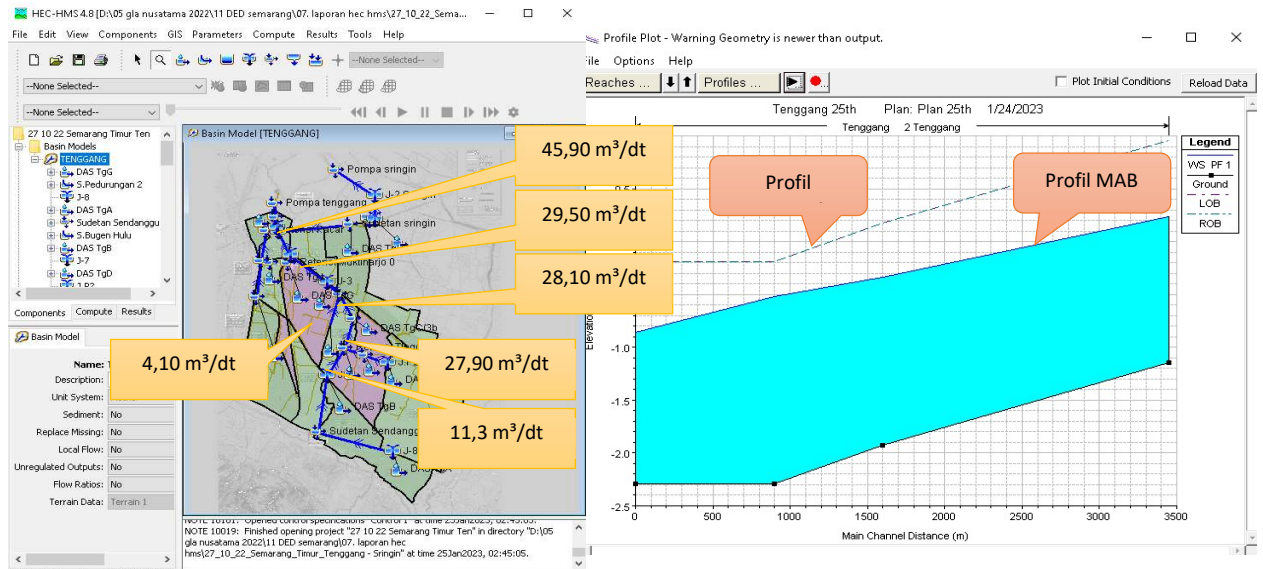 HEC-HMS 4.8 [D:\05 gla nusatama 2022\11 DED semarang\07. laporan hec hms\27_10_22_Sema...
File Edit View Components GIS Parameters Compute Results Tools Help
--None Selected--
--None Selected--
--None Selected--
27 10 22 Semarang Timur Ten
Basin Models
TENGGANG
DAS TgG
S.Pedurungan 2
J-8
DAS TgA
Sudetan Sendanggu
S.Bugen Hulu
DAS TgB
J-7
DAS TgD
Components Compute Results
Basin Model
Name:
Description:
Unit System:
Sediment: No
Replace Missing: No
Local Flow: No
Unregulated Outputs: No
Flow Ratios: No
Terrain Data: Terrain 1
Basin Model [TENGGANG]
Pompa sringin
Pompa tenggang
J-3
DAS TgB
Sudetan Sendangg
J-8
45,90 m³/dt
29,50 m³/dt
28,10 m³/dt
4,10 m³/dt
27,90 m³/dt
11,3 m³/dt
NOTE 10019: Finished opening project "27 10 22 Semarang Timur Ten" in directory "D:\05
gla nusatama 2022\11 DED semarang\07. laporan hec
hms\27_10_22_Semarang_Timur_Tenggang - Sringin" at time 25Jan2023, 02:45:05.
Profile Plot - Warning Geometry is newer than output.
File Options Help
Reaches ... Profiles ... Plot Initial Conditions Reload Data
Tenggang 25th Plan: Plan 25th 1/24/2023
Tenggang 2 Tenggang
Legend
WS PF 1
Ground
LOB
ROB
Profil
Profil MAB
Elevation
-1.0
-1.5
-2.0
-2.5
0 500 1000 1500 2000 2500 3000 3500
Main Channel Distance (m)